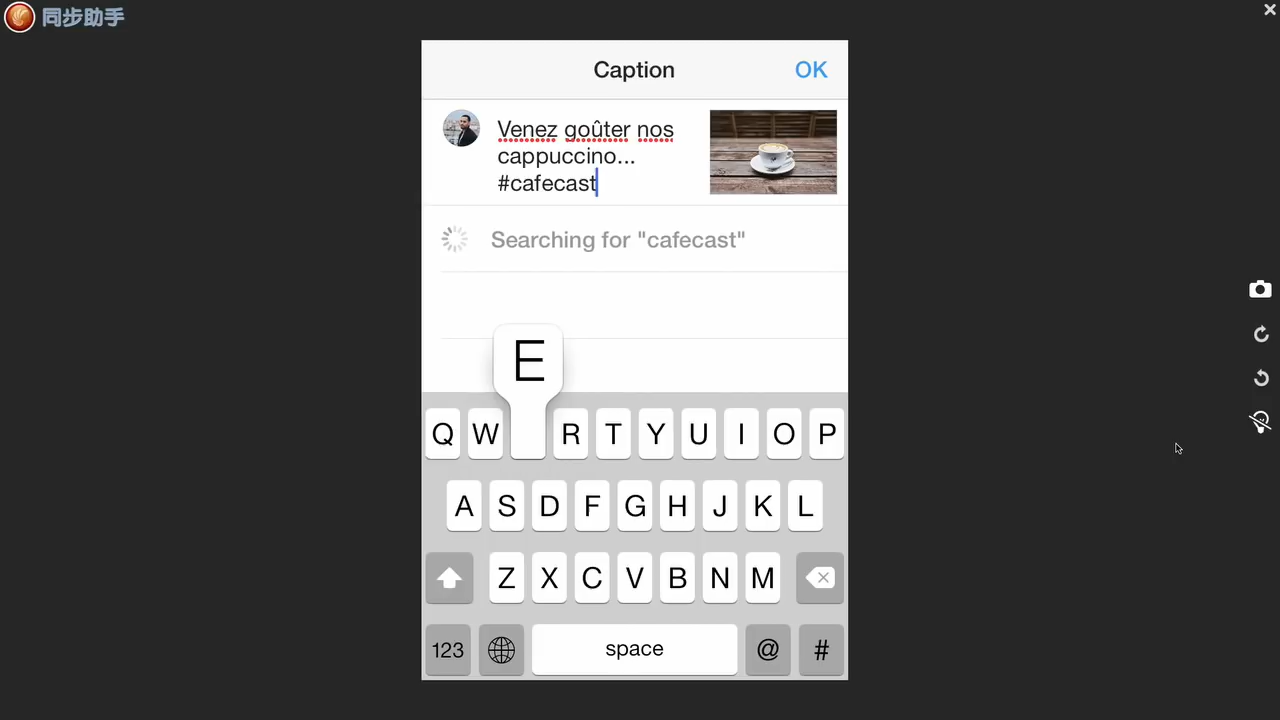 同步助手
Caption
OK
Venez goûter nos
cappuccino...
#cafecast
Searching for "cafecast"
E
Q W R T Y U I O P
A S D F G H J K L
Z X C V B N M
123 space @ #